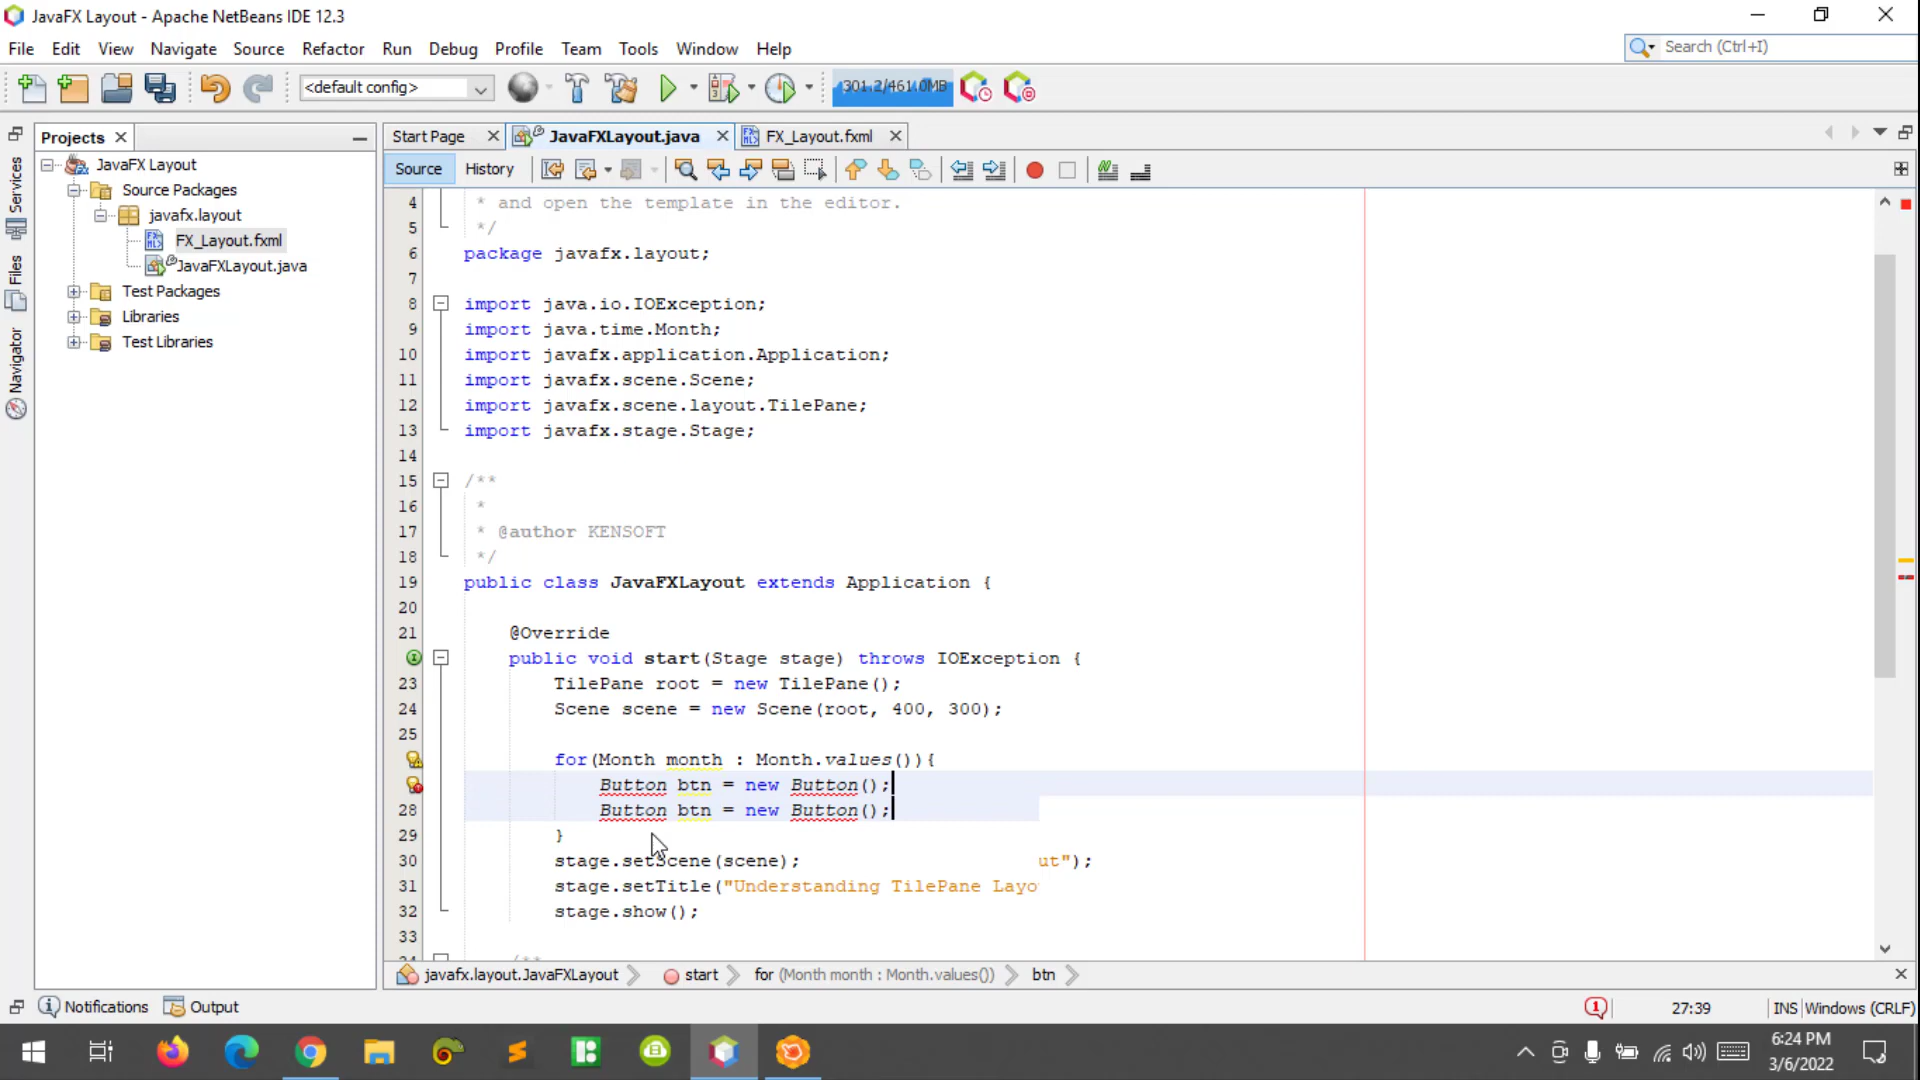 JavaFX Layout - Apache NetBeans IDE 12.3
File Edit View Navigate Source Refactor Run Debug Profile Team Tools Window Help
Search (Ctrl+I)
<default config>
301.2/461.0MB
Projects
Start Page
JavaFXLayout.java
FX_Layout.fxml
Source
History
Services
Files
Navigator
JavaFX Layout
Source Packages
javafx.layout
FX_Layout.fxml
JavaFXLayout.java
Test Packages
Libraries
Test Libraries
4 * and open the template in the editor.
5 */
6 package javafx.layout;
7
8 import java.io.IOException;
9 import java.time.Month;
10 import javafx.application.Application;
11 import javafx.scene.Scene;
12 import javafx.scene.layout.TilePane;
13 import javafx.stage.Stage;
14
15 /**
16 *
17 * @author KENSOFT
18 */
19 public class JavaFXLayout extends Application {
20
21 @Override
public void start(Stage stage) throws IOException {
23 TilePane root = new TilePane();
24 Scene scene = new Scene(root, 400, 300);
25
for(Month month : Month.values()){
Button btn = new Button();
28 Button btn = new Button();
29 }
30 stage.setScene(scene); ut");
31 stage.setTitle("Understanding TilePane Layo
32 stage.show();
33
/**
javafx.layout.JavaFXLayout start for (Month month : Month.values()) btn
Notifications Output
27:39 INS Windows (CRLF)
6:24 PM
3/6/2022